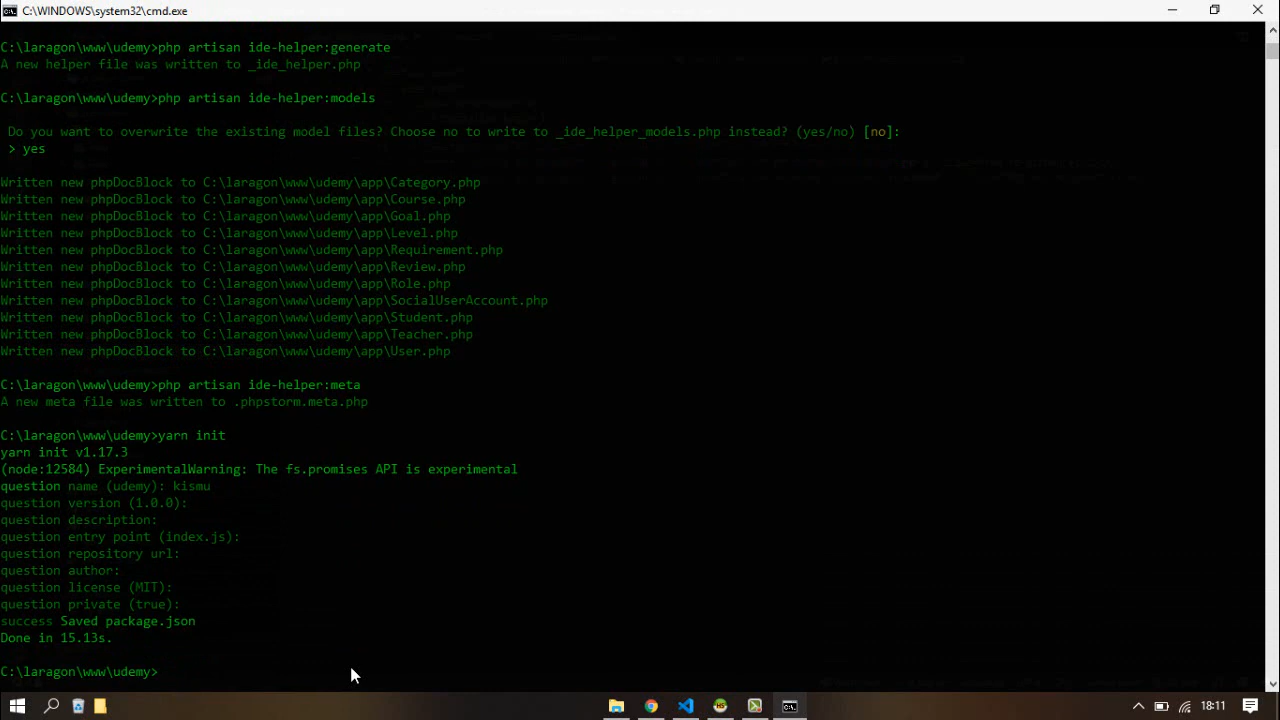 C:\WINDOWS\system32\cmd.exe
C:\laragon\www\udemy>php artisan ide-helper:generate
A new helper file was written to _ide_helper.php
C:\laragon\www\udemy>php artisan ide-helper:models
Do you want to overwrite the existing model files? Choose no to write to _ide_helper_models.php instead? (yes/no) [no]:
> yes
Written new phpDocBlock to C:\laragon\www\udemy\app\Category.php
Written new phpDocBlock to C:\laragon\www\udemy\app\Course.php
Written new phpDocBlock to C:\laragon\www\udemy\app\Goal.php
Written new phpDocBlock to C:\laragon\www\udemy\app\Level.php
Written new phpDocBlock to C:\laragon\www\udemy\app\Requirement.php
Written new phpDocBlock to C:\laragon\www\udemy\app\Review.php
Written new phpDocBlock to C:\laragon\www\udemy\app\Role.php
Written new phpDocBlock to C:\laragon\www\udemy\app\SocialUserAccount.php
Written new phpDocBlock to C:\laragon\www\udemy\app\Student.php
Written new phpDocBlock to C:\laragon\www\udemy\app\Teacher.php
Written new phpDocBlock to C:\laragon\www\udemy\app\User.php
C:\laragon\www\udemy>php artisan ide-helper:meta
A new meta file was written to .phpstorm.meta.php
C:\laragon\www\udemy>yarn init
yarn init v1.17.3
(node:12584) ExperimentalWarning: The fs.promises API is experimental
question name (udemy): kismu
question version (1.0.0):
question description:
question entry point (index.js):
question repository url:
question author:
question license (MIT):
question private (true):
success Saved package.json
Done in 15.13s.
C:\laragon\www\udemy>
18:11